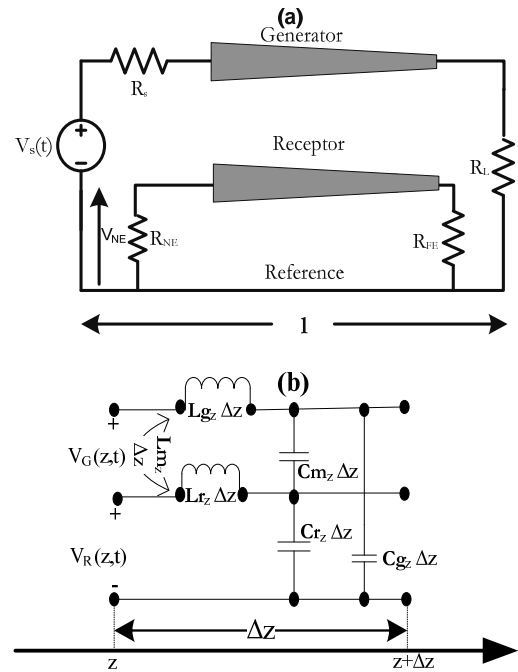 (a)
Generator
Rs
Vs(t)
+
−
Receptor
RL
VNE
RNE
RFE
Reference
l
(b)
Lgz Δz
+
VG(z,t)
Lmz
Δz
Cmz Δz
Lrz Δz
+
Crz Δz
VR(z,t)
Cgz Δz
-
Δz
z
z+Δz